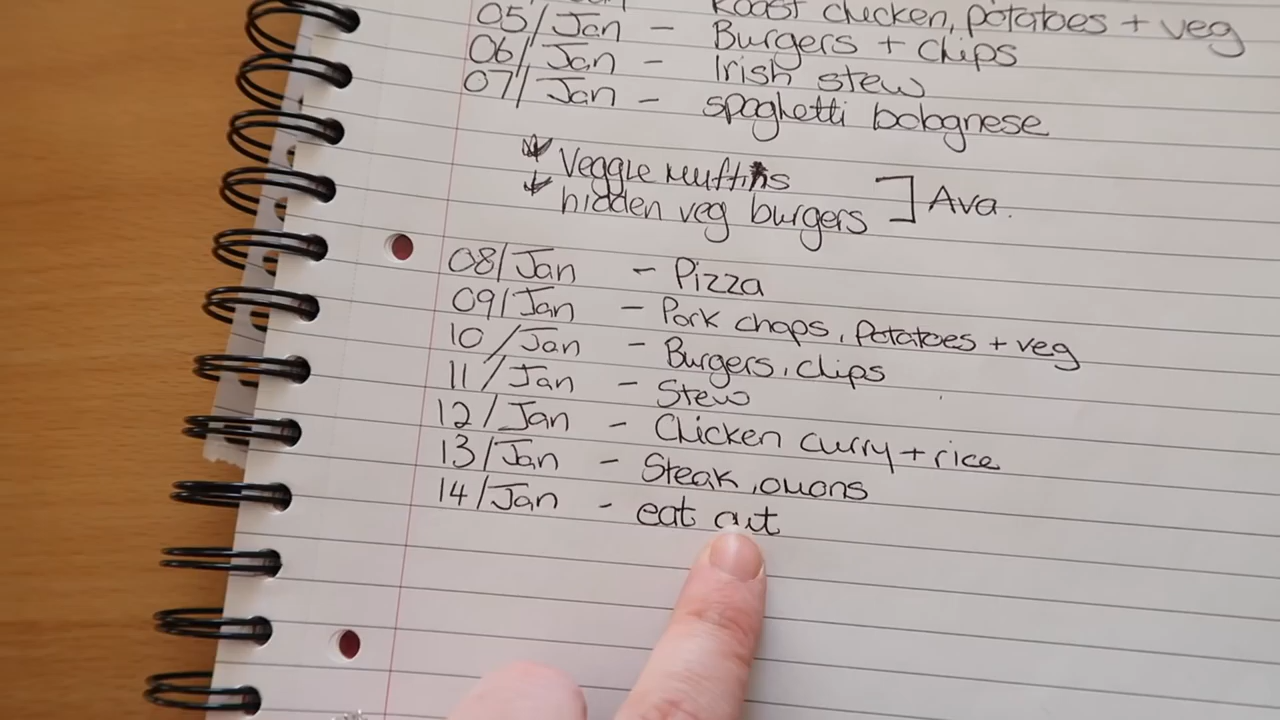 Roast chicken, potatoes + veg
05/Jan - Burgers + chips
06/Jan - Irish stew
07/Jan - spaghetti bolognese
Veggie muffins
hidden veg burgers ] Ava.
08/Jan - Pizza
09/Jan - Pork chops, potatoes + veg
10/Jan - Burgers, chips
11/Jan - Stew
12/Jan - Chicken curry + rice
13/Jan - Steak, onions
14/Jan - eat out